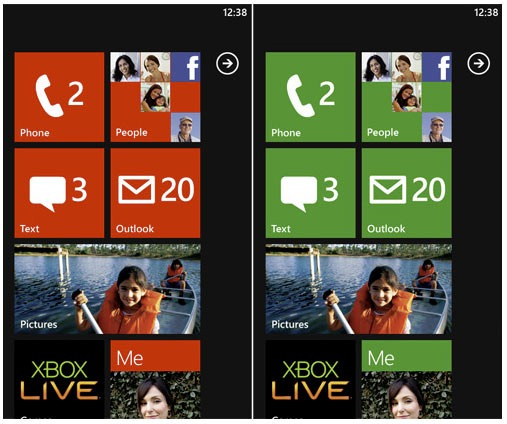 12:38
2
Phone
f
People
3
Text
20
Outlook
Pictures
XBOX
LIVE
Me
12:38
2
Phone
f
People
3
Text
20
Outlook
Pictures
XBOX
LIVE
Me